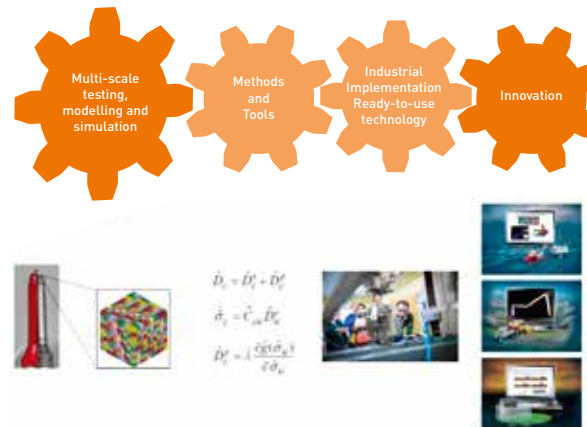 Multi-scale
testing,
modelling and
simulation
Methods
and
Tools
Industrial
Implementation
Ready-to-use
technology
Innovation